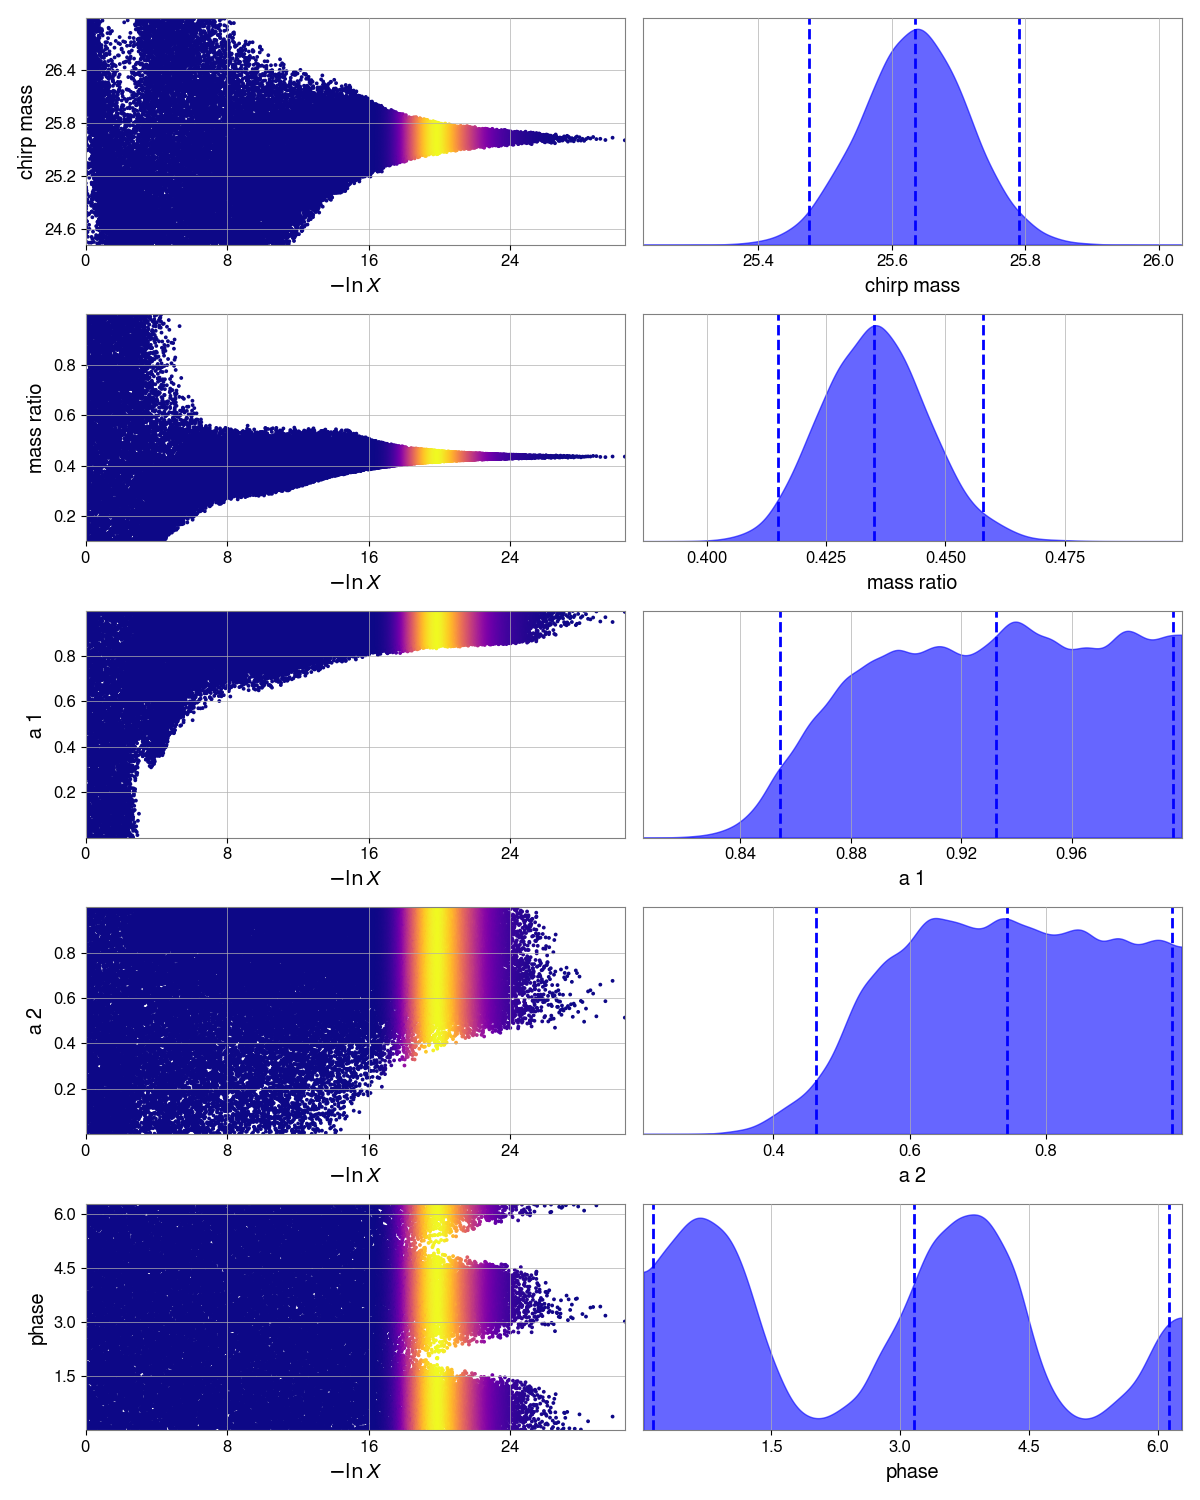 chirp mass
26.4
25.8
25.2
24.6
0 8 16 24
−ln X
25.4 25.6 25.8 26.0
chirp mass
mass ratio
0.8
0.6
0.4
0.2
0 8 16 24
−ln X
0.400 0.425 0.450 0.475
mass ratio
a 1
0.8
0.6
0.4
0.2
0 8 16 24
−ln X
0.84 0.88 0.92 0.96
a 1
a 2
0.8
0.6
0.4
0.2
0 8 16 24
−ln X
0.4 0.6 0.8
a 2
phase
6.0
4.5
3.0
1.5
0 8 16 24
−ln X
1.5 3.0 4.5 6.0
phase